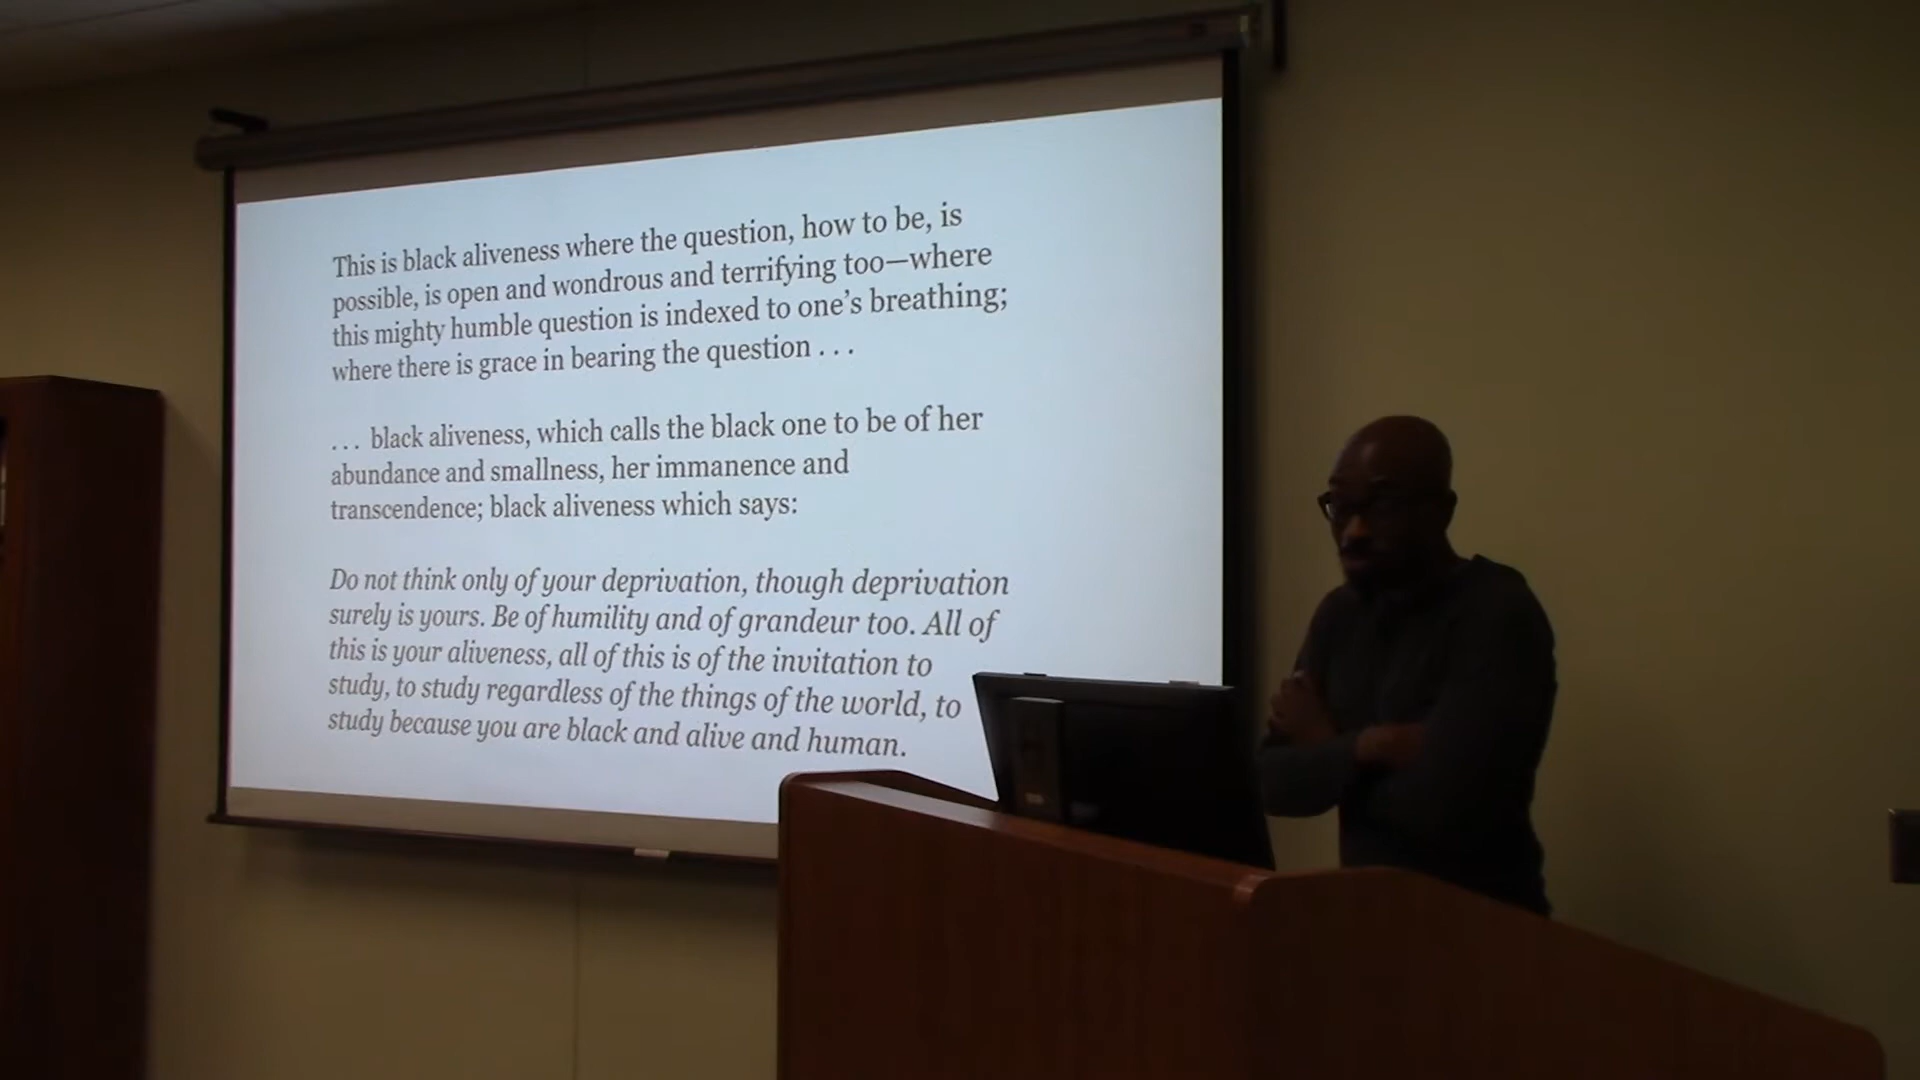 This is black aliveness where the question, how to be, is
possible, is open and wondrous and terrifying too—where
this mighty humble question is indexed to one’s breathing;
where there is grace in bearing the question . . .
. . . black aliveness, which calls the black one to be of her
abundance and smallness, her immanence and
transcendence; black aliveness which says:
Do not think only of your deprivation, though deprivation
surely is yours. Be of humility and of grandeur too. All of
this is your aliveness, all of this is of the invitation to
study, to study regardless of the things of the world, to
study because you are black and alive and human.